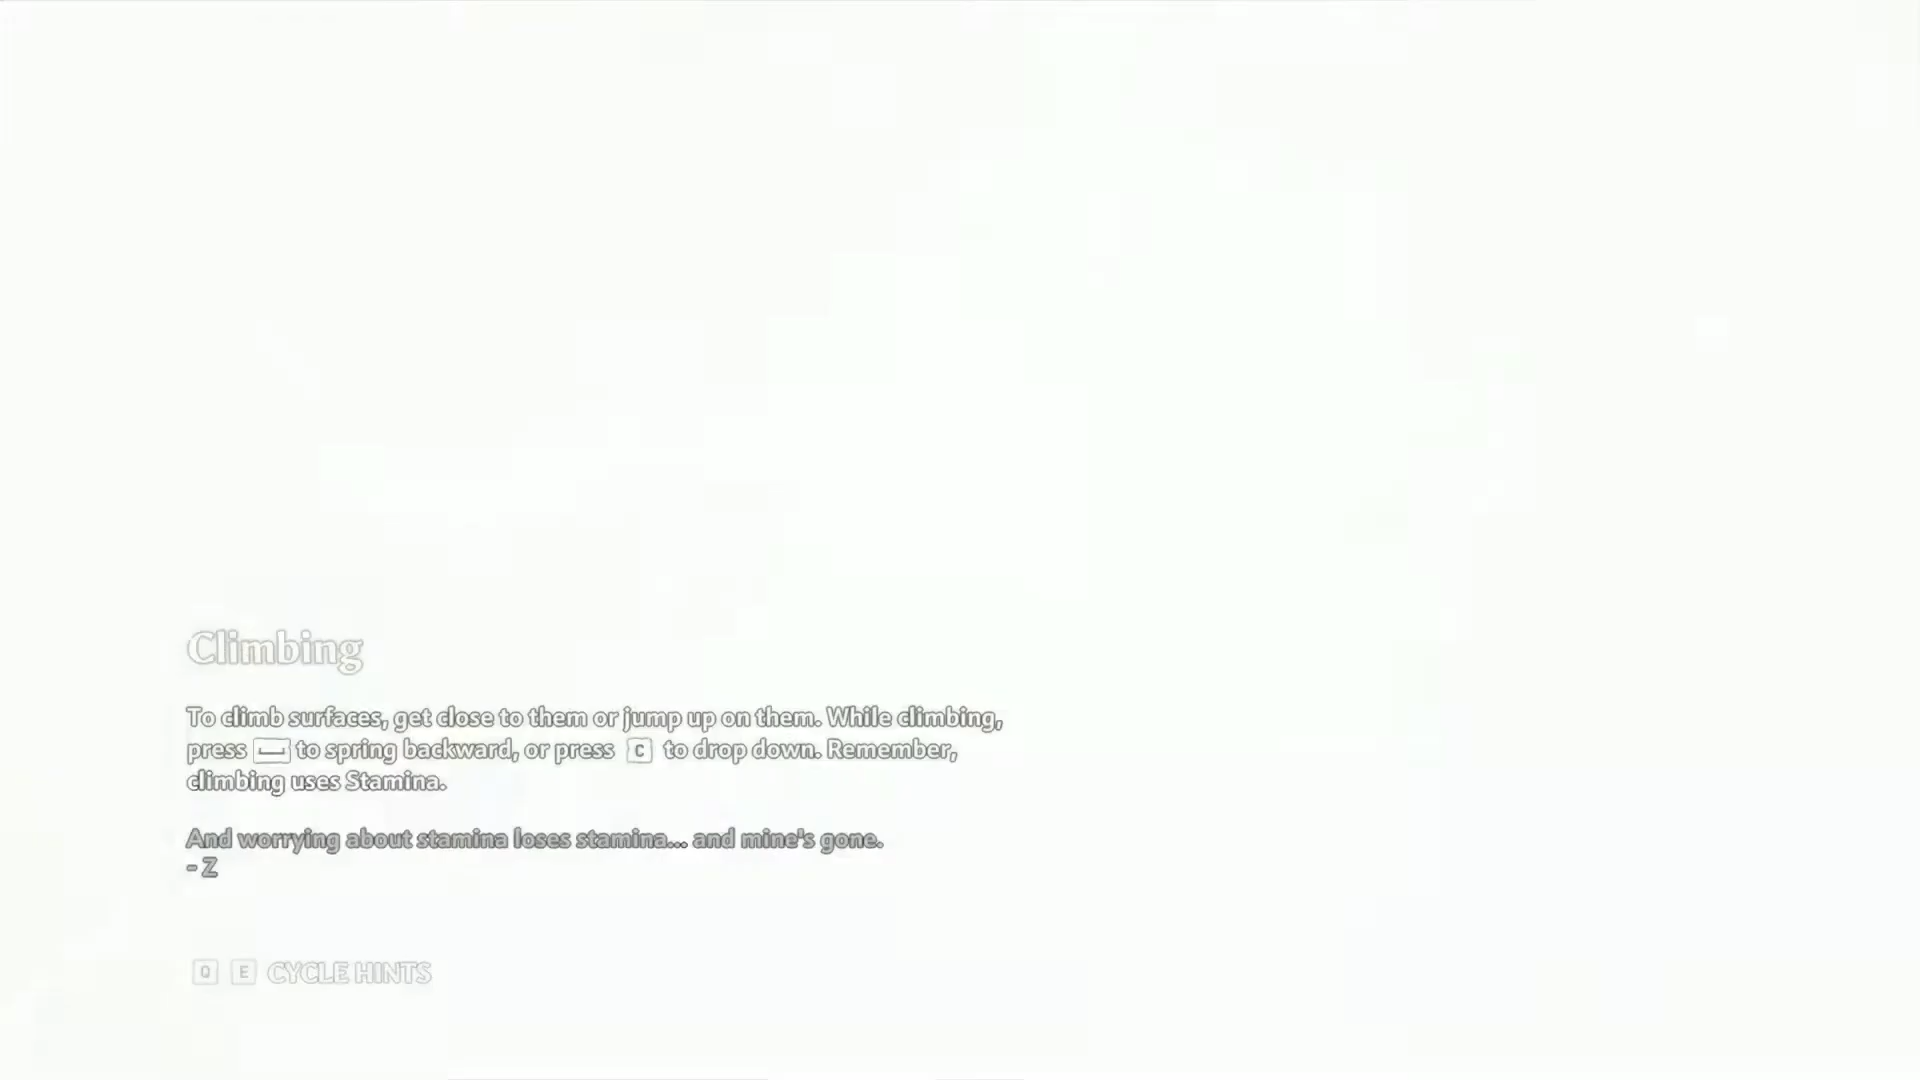 Climbing
To climb surfaces, get close to them or jump up on them. While climbing,
press to spring backward, or press C to drop down. Remember,
climbing uses Stamina.
And worrying about stamina loses stamina... and mine's gone.
- Z
Q E CYCLE HINTS